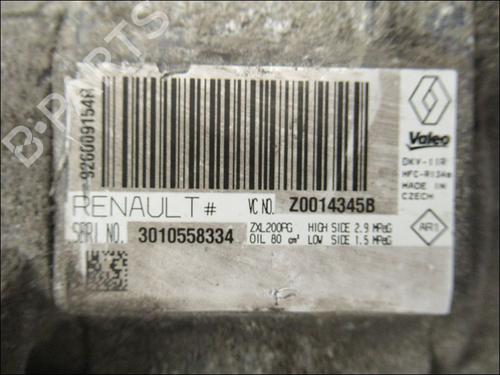 926009154R
Valeo
DKV-11R
HFC-R134a
MADE IN
CZECH
RENAULT # VC NO. Z0014345B
SERI NO. 3010558334
ZXL200PG HIGH SIDE 2.9 MPaG
OIL 80 cm³ LOW SIDE 1.5 MPaG
AR1
B-PARTS